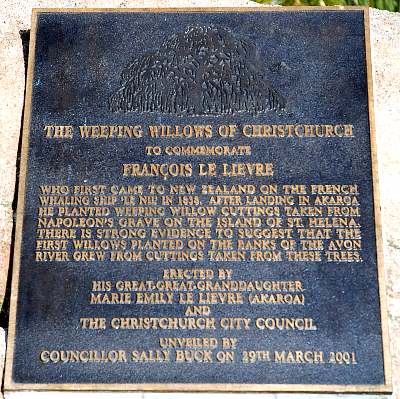 THE WEEPING WILLOWS OF CHRISTCHURCH
TO COMMEMORATE
FRANÇOIS LE LIEVRE
WHO FIRST CAME TO NEW ZEALAND ON THE FRENCH
WHALING SHIP 'LE NIL' IN 1838. AFTER LANDING IN AKAROA
HE PLANTED WEEPING WILLOW CUTTINGS TAKEN FROM
NAPOLEON'S GRAVE ON THE ISLAND OF ST. HELENA.
THERE IS STRONG EVIDENCE TO SUGGEST THAT THE
FIRST WILLOWS PLANTED ON THE BANKS OF THE AVON
RIVER GREW FROM CUTTINGS TAKEN FROM THESE TREES.
ERECTED BY
HIS GREAT-GREAT-GRANDDAUGHTER
MARIE EMILY LE LIEVRE (AKAROA)
AND
THE CHRISTCHURCH CITY COUNCIL
UNVEILED BY
COUNCILLOR SALLY BUCK ON 29TH MARCH 2001